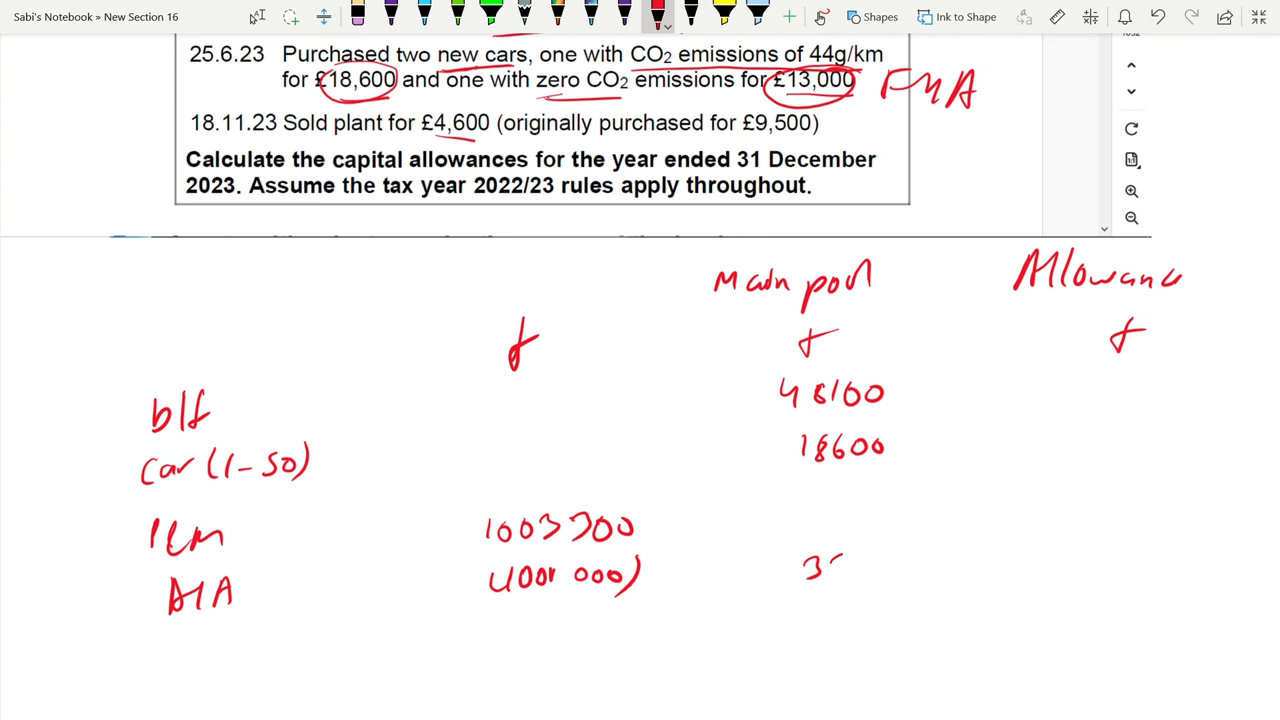 Sabi's Notebook » New Section 16
Shapes
Ink to Shape
25.6.23 Purchased two new cars, one with CO2 emissions of 44g/km
for £18,600 and one with zero CO2 emissions for £13,000 FYA
18.11.23 Sold plant for £4,600 (originally purchased for £9,500)
Calculate the capital allowances for the year ended 31 December
2023. Assume the tax year 2022/23 rules apply throughout.
Main pool Allowance
£ £ £
b/f 48100
Car (1-50) 18600
P&M 1003300
AIA